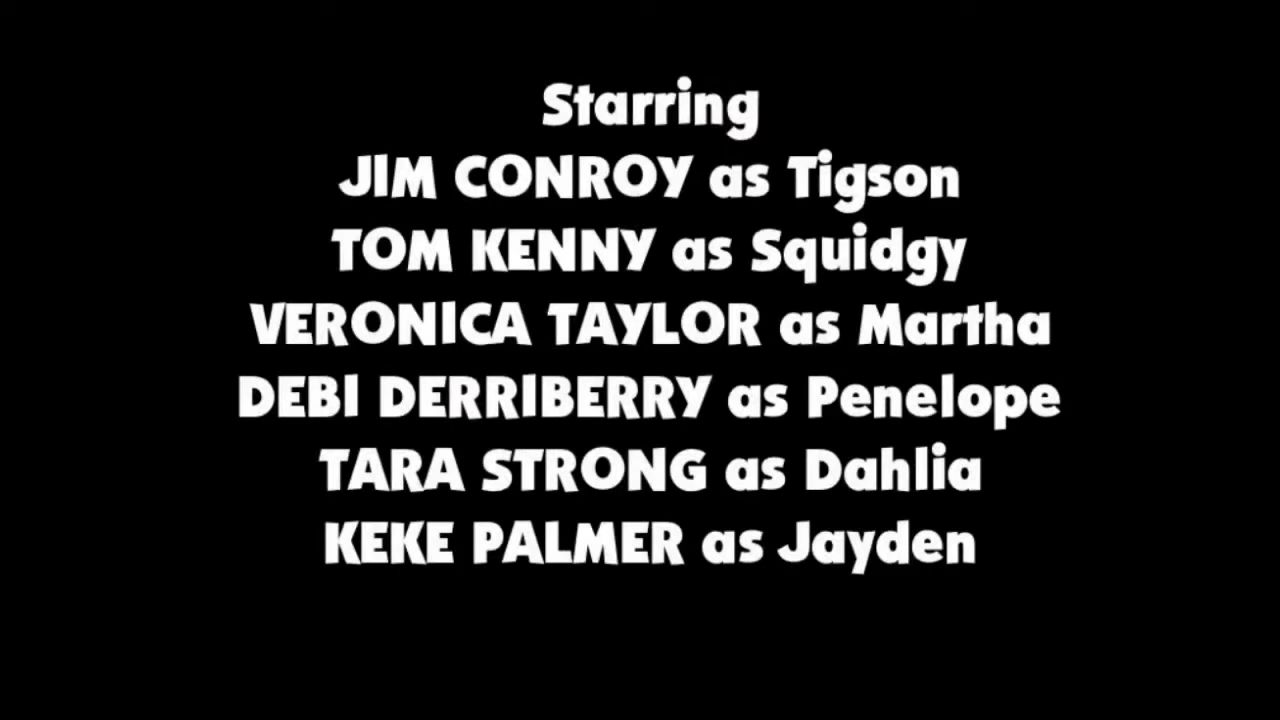 Starring
JIM CONROY as Tigson
TOM KENNY as Squidgy
VERONICA TAYLOR as Martha
DEBI DERRIBERRY as Penelope
TARA STRONG as Dahlia
KEKE PALMER as Jayden